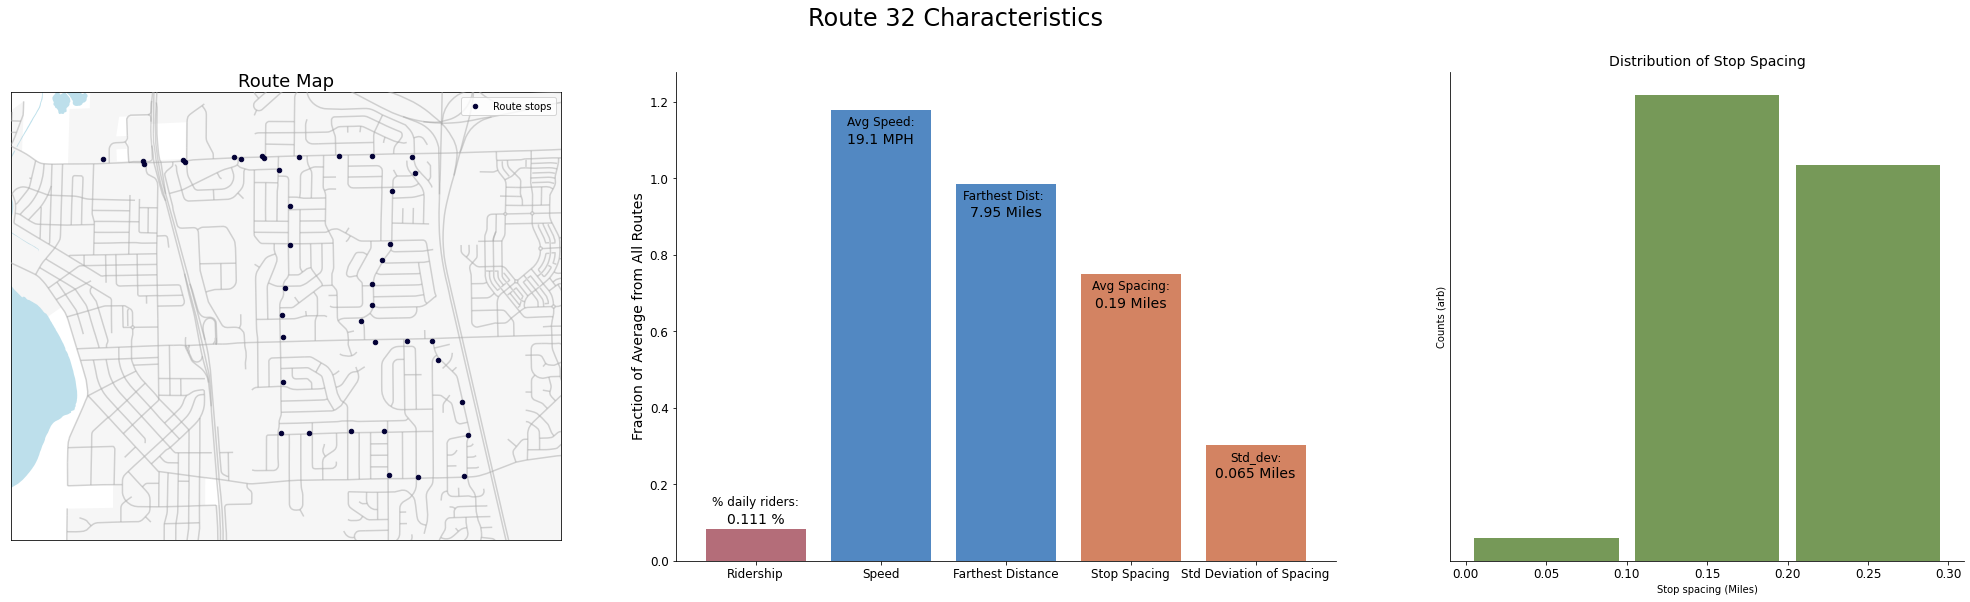 Route 32 Characteristics
Route Map
Route stops
Fraction of Average from All Routes
1.2
1.0
0.8
0.6
0.4
0.2
0.0
Avg Speed:
19.1 MPH
Farthest Dist:
7.95 Miles
Avg Spacing:
0.19 Miles
Std_dev:
0.065 Miles
% daily riders:
0.111 %
Ridership
Speed
Farthest Distance
Stop Spacing
Std Deviation of Spacing
Distribution of Stop Spacing
Counts (arb)
0.00
0.05
0.10
0.15
0.20
0.25
0.30
Stop spacing (Miles)